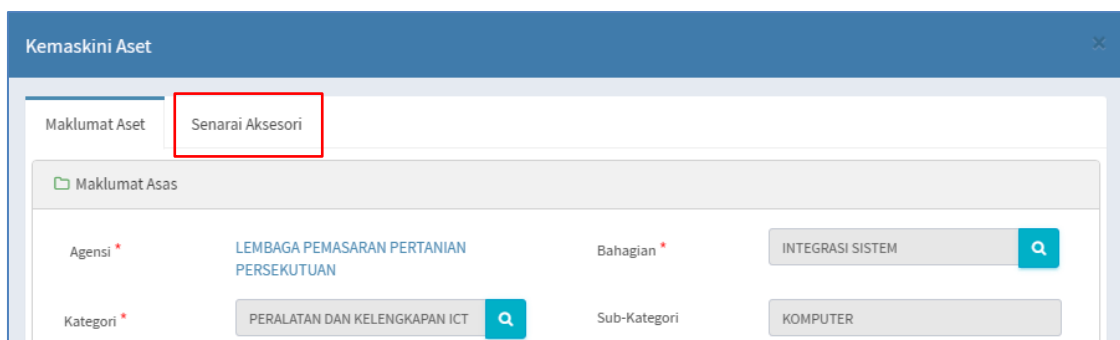 Kemaskini Aset ×
Maklumat Aset Senarai Aksesori
Maklumat Asas
Agensi * LEMBAGA PEMASARAN PERTANIAN PERSEKUTUAN
Bahagian * INTEGRASI SISTEM
Kategori * PERALATAN DAN KELENGKAPAN ICT
Sub-Kategori KOMPUTER